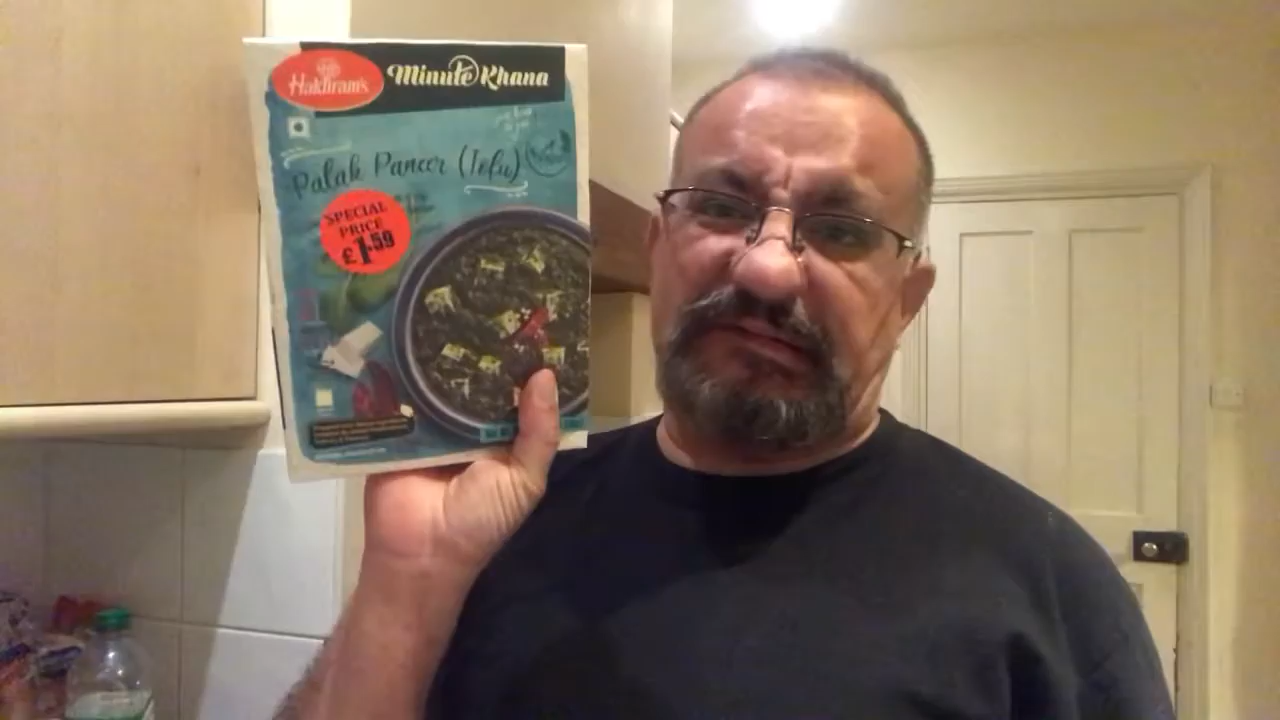 Haldiram's
Minute Khana
Palak Paneer (Tofu)
SPECIAL
PRICE
£1.59